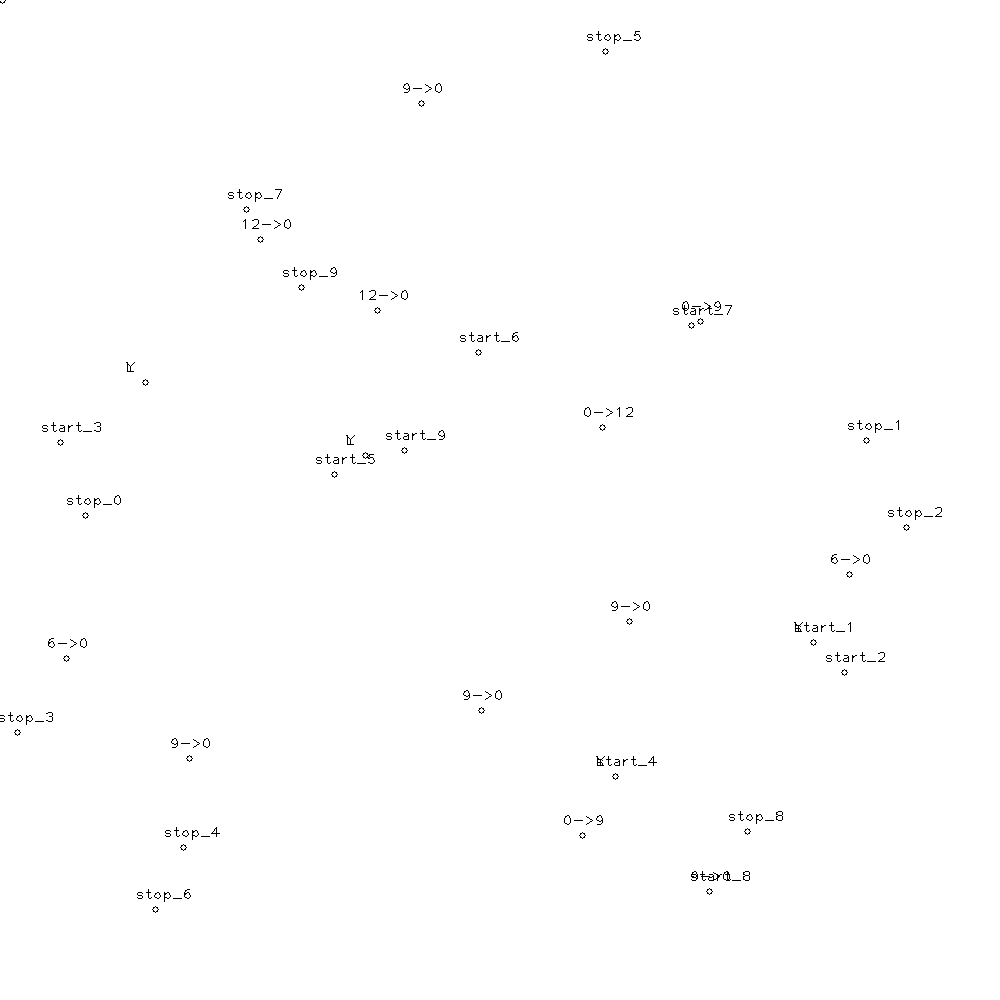 stop_5
9->0
stop_7
12->0
stop_9
12->0
0->9
start_7
start_6
0->12
stop_1
start_3
start_9
start_5
stop_0
stop_2
6->0
9->0
start_1
6->0
start_2
9->0
stop_3
9->0
start_4
0->9
stop_8
stop_4
start_8
stop_6